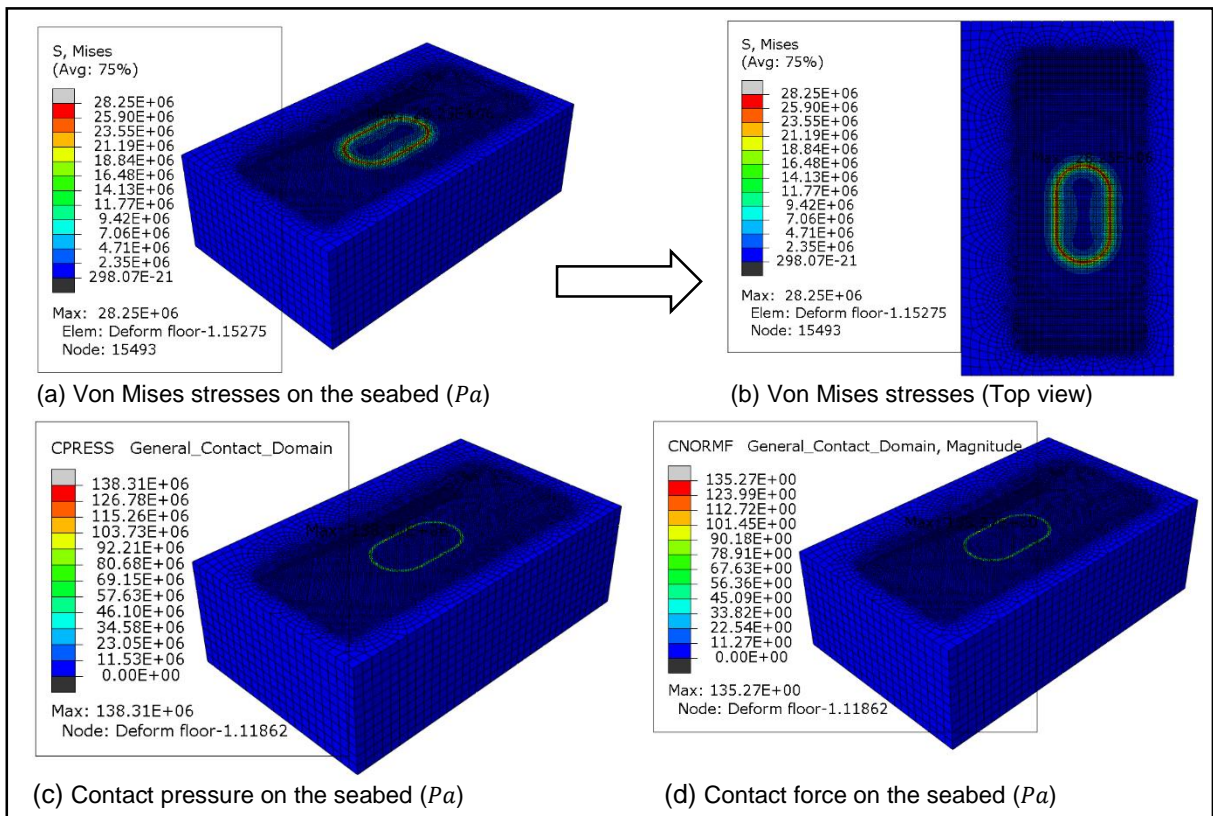 S, Mises
(Avg: 75%)
28.25E+06
25.90E+06
23.55E+06
21.19E+06
18.84E+06
16.48E+06
14.13E+06
11.77E+06
9.42E+06
7.06E+06
4.71E+06
2.35E+06
298.07E-21
Max: 28.25E+06
Elem: Deform floor-1.15275
Node: 15493
(a) Von Mises stresses on the seabed (Pa)
S, Mises
(Avg: 75%)
28.25E+06
25.90E+06
23.55E+06
21.19E+06
18.84E+06
16.48E+06
14.13E+06
11.77E+06
9.42E+06
7.06E+06
4.71E+06
2.35E+06
298.07E-21
Max: 28.25E+06
Elem: Deform floor-1.15275
Node: 15493
(b) Von Mises stresses (Top view)
CPRESS General_Contact_Domain
138.31E+06
126.78E+06
115.26E+06
103.73E+06
92.21E+06
80.68E+06
69.15E+06
57.63E+06
46.10E+06
34.58E+06
23.05E+06
11.53E+06
0.00E+00
Max: 138.31E+06
Node: Deform floor-1.11862
Max:
(c) Contact pressure on the seabed (Pa)
CNORMF General_Contact_Domain, Magnitude
135.27E+00
123.99E+00
112.72E+00
101.45E+00
90.18E+00
78.91E+00
67.63E+00
56.36E+00
45.09E+00
33.82E+00
22.54E+00
11.27E+00
0.00E+00
Max: 135.27E+00
Node: Deform floor-1.11862
Max:
(d) Contact force on the seabed (Pa)